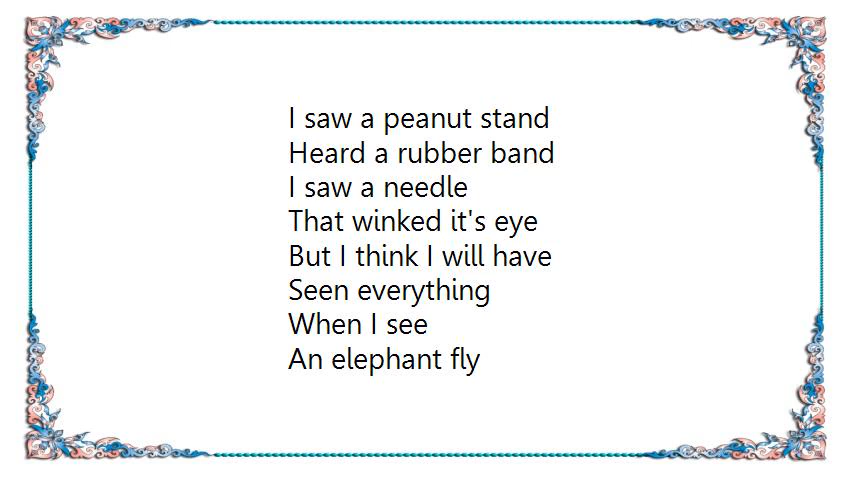 I saw a peanut stand
Heard a rubber band
I saw a needle
That winked it's eye
But I think I will have
Seen everything
When I see
An elephant fly